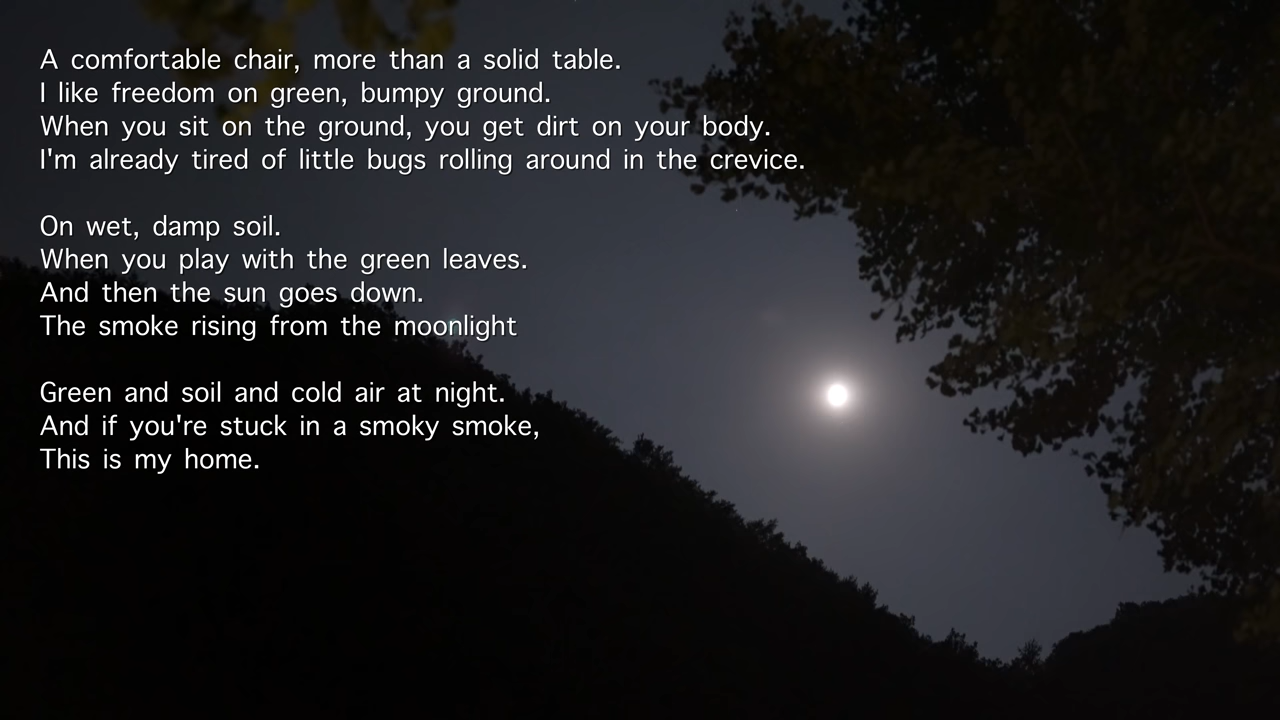 A comfortable chair, more than a solid table.
I like freedom on green, bumpy ground.
When you sit on the ground, you get dirt on your body.
I'm already tired of little bugs rolling around in the crevice.
On wet, damp soil.
When you play with the green leaves.
And then the sun goes down.
The smoke rising from the moonlight
Green and soil and cold air at night.
And if you're stuck in a smoky smoke,
This is my home.